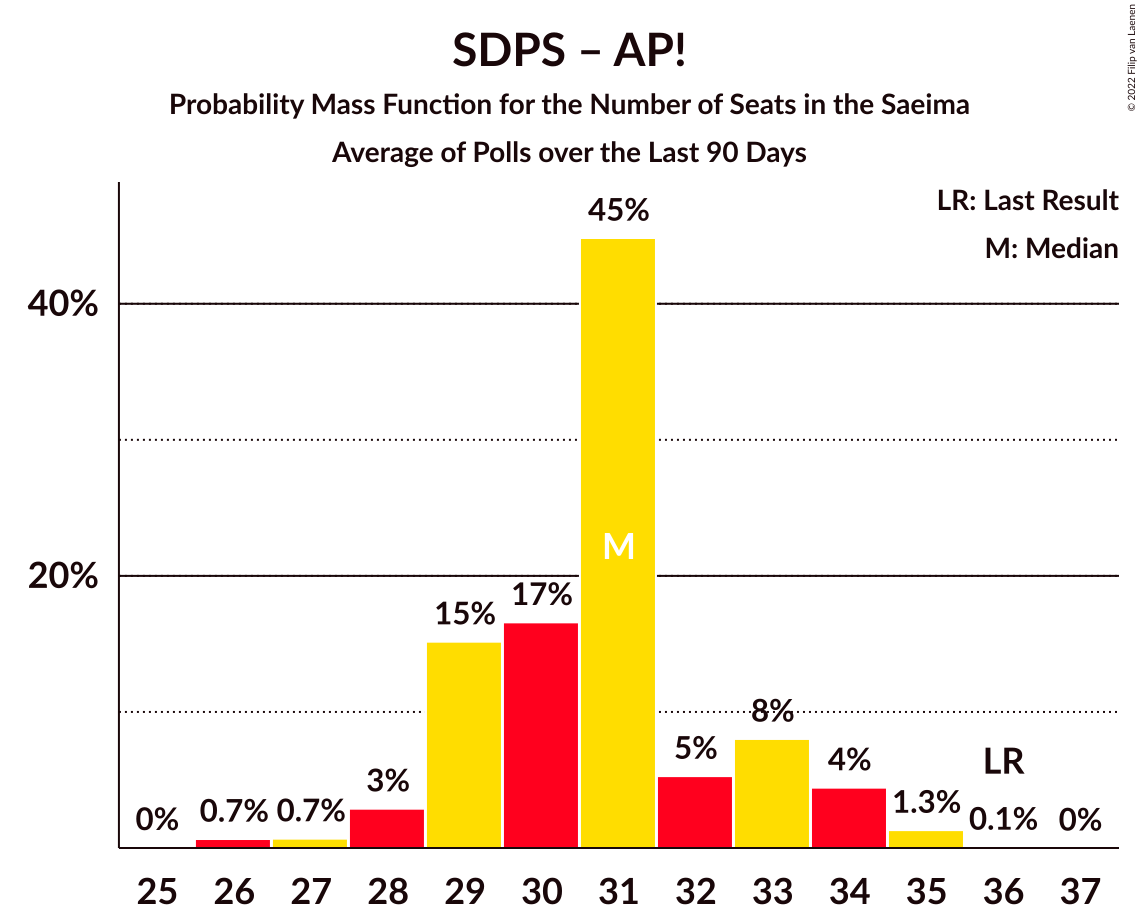 SDPS – AP!
Probability Mass Function for the Number of Seats in the Saeima
Average of Polls over the Last 90 Days
© 2022 Filip van Laenen
LR: Last Result
M: Median
40%
20%
0%
0.7%
0.7%
3%
15%
17%
45%
M
5%
8%
4%
1.3%
LR
0.1%
0%
25 26 27 28 29 30 31 32 33 34 35 36 37